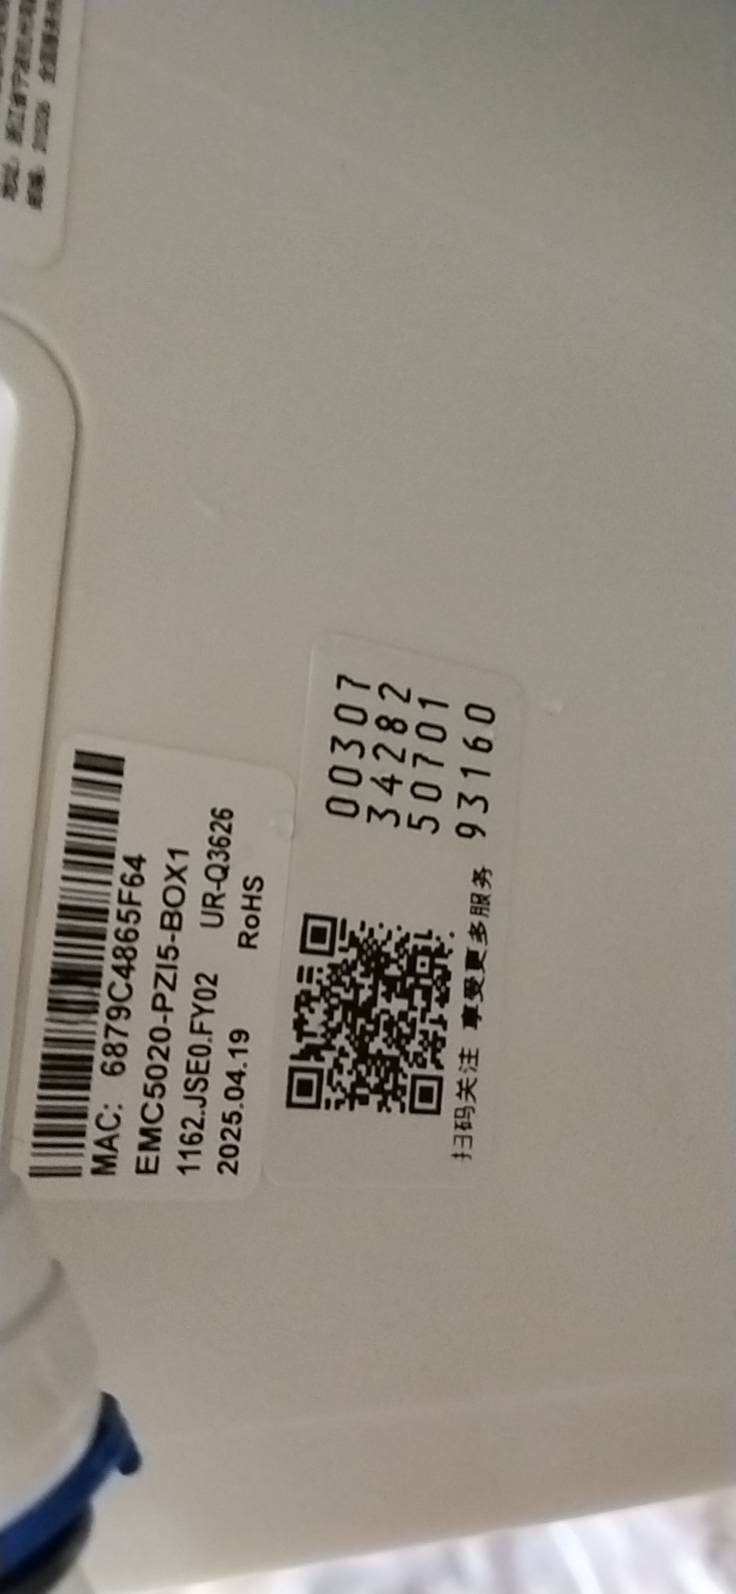 MAC: 6879C4865F64
EMC5020-PZI5-BOX1
1162.JSE0.FY02 UR-Q3626
2025.04.19 RoHS
00307
34282
50701
93160
扫码关注 享受更多服务